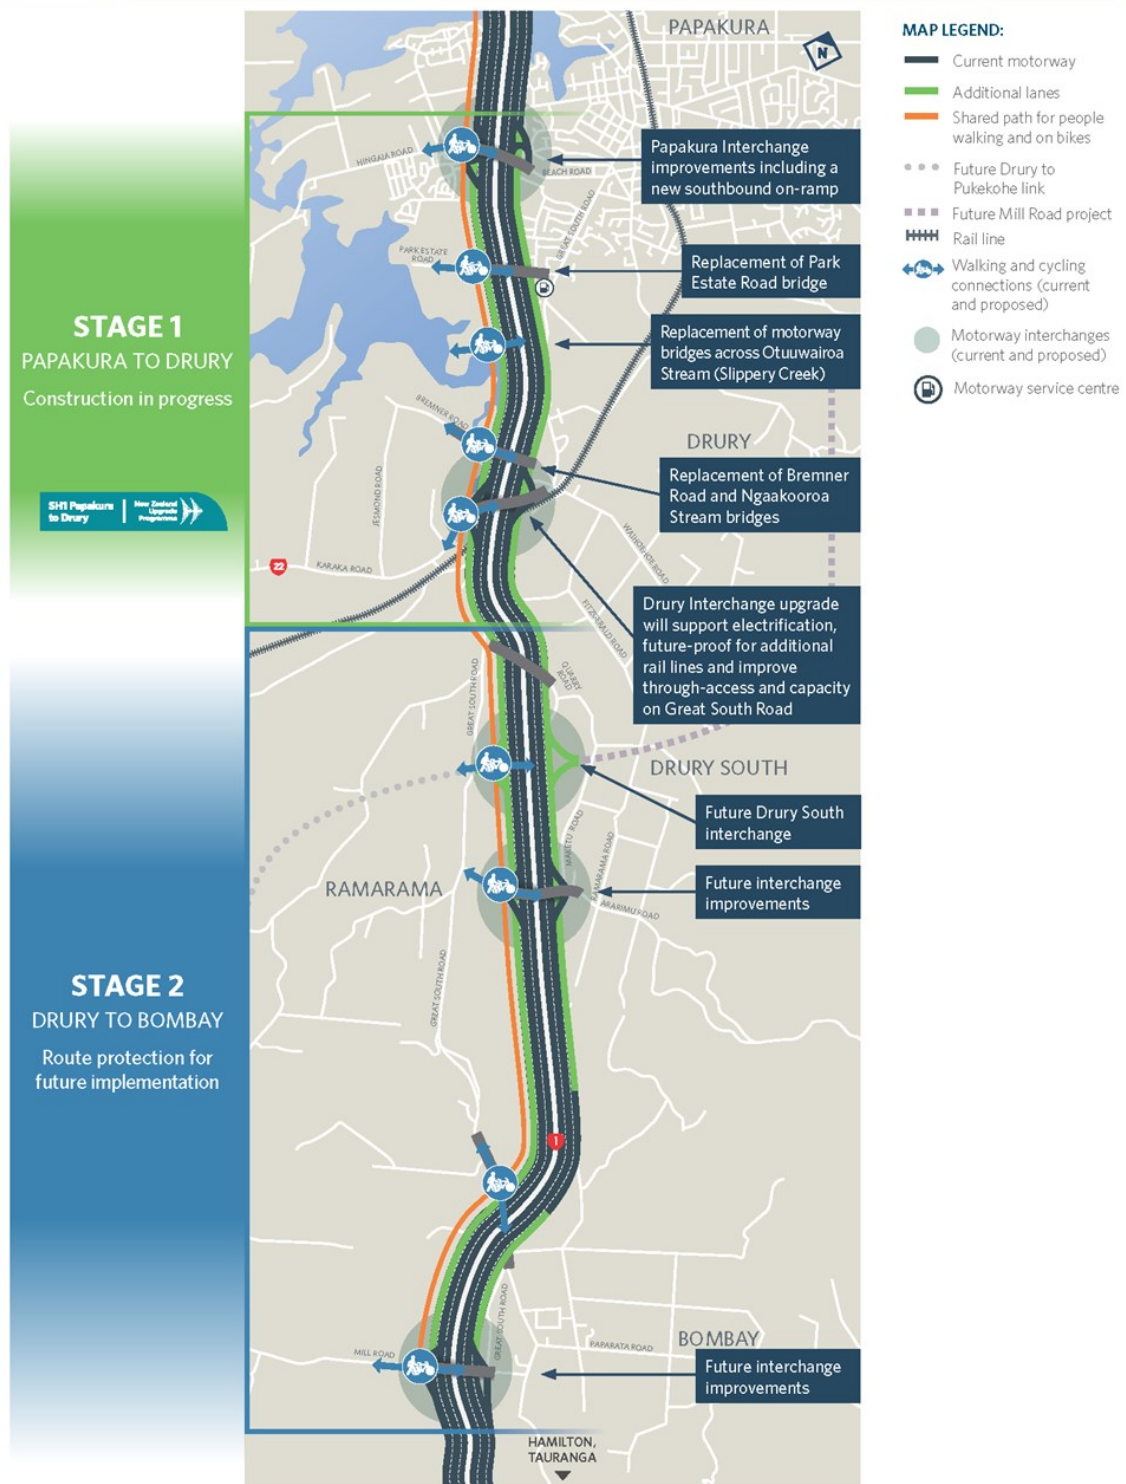 PAPAKURA
N
MAP LEGEND:
Current motorway
Additional lanes
Shared path for people
walking and on bikes
Future Drury to
Pukekohe link
Future Mill Road project
Rail line
Walking and cycling
connections (current
and proposed)
Motorway interchanges
(current and proposed)
Motorway service centre
HINGAIA ROAD
BEACH ROAD
Papakura Interchange
improvements including a
new southbound on-ramp
GREAT SOUTH ROAD
PARK ESTATE
ROAD
Replacement of Park
Estate Road bridge
STAGE 1
PAPAKURA TO DRURY
Construction in progress
Replacement of motorway
bridges across Otuuwairoa
Stream (Slippery Creek)
BREMNER ROAD
DRURY
Replacement of Bremner
Road and Ngaakooroa
Stream bridges
JESMOND ROAD
SH1 Papakura
to Drury
New Zealand
Upgrade
Programme
22
KARAKA ROAD
FITZGERALD ROAD
Drury Interchange upgrade
will support electrification,
future-proof for additional
rail lines and improve
through-access and capacity
on Great South Road
QUARRY
ROAD
GREAT SOUTH ROAD
DRURY SOUTH
Future Drury South
interchange
MAKETU ROAD
RAMARAMA ROAD
RAMARAMA
Future interchange
improvements
ARARIMU ROAD
GREAT SOUTH ROAD
STAGE 2
DRURY TO BOMBAY
Route protection for
future implementation
1
GREAT SOUTH ROAD
MILL ROAD
PAPARATA ROAD
BOMBAY
Future interchange
improvements
HAMILTON,
TAURANGA